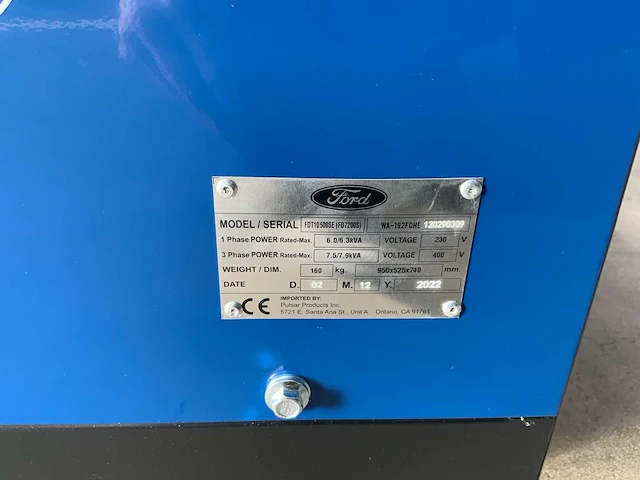 Ford
MODEL / SERIAL FDT10500SE (FD7200S) WA-192FCHE 120290309
1 Phase POWER Rated-Max. 6.0/6.3kVA VOLTAGE 230 V
3 Phase POWER Rated-Max. 7.5/7.9kVA VOLTAGE 400 V
WEIGHT / DIM. 160 kg. 950x525x740 mm.
DATE D. 02 M. 12 Y. 2022
CE IMPORTED BY:
Pulsar Products Inc.
5721 E. Santa Ana St., Unit A Ontario, CA 91761